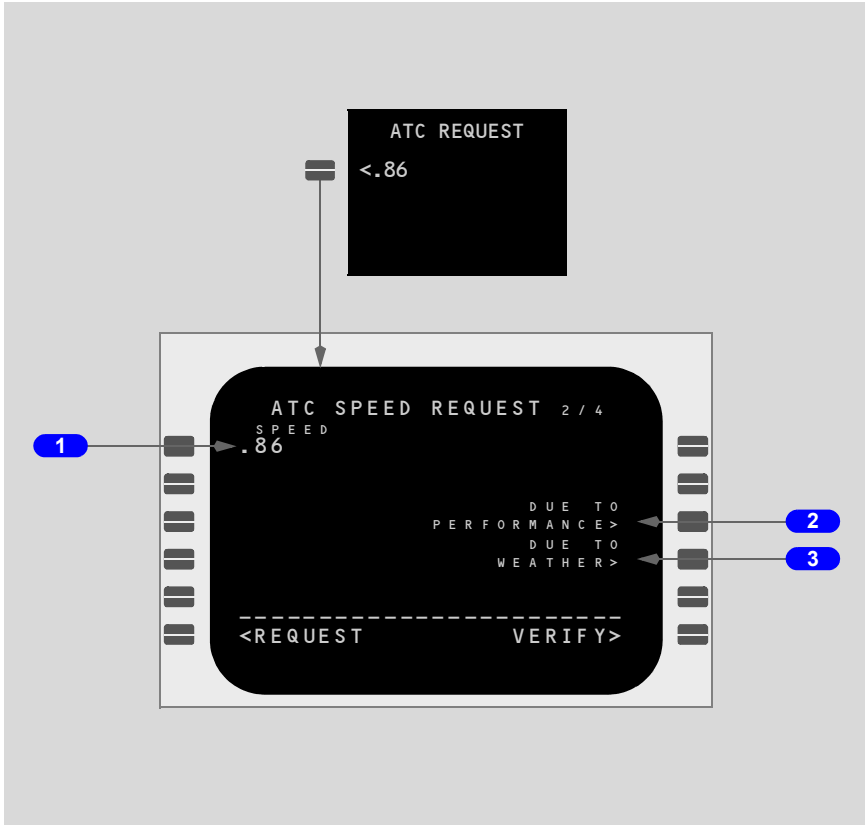 ATC REQUEST
<.86
ATC SPEED REQUEST 2/4
SPEED
1
.86
DUE TO
PERFORMANCE>
2
DUE TO
WEATHER>
3
------------------------
<REQUEST VERIFY>